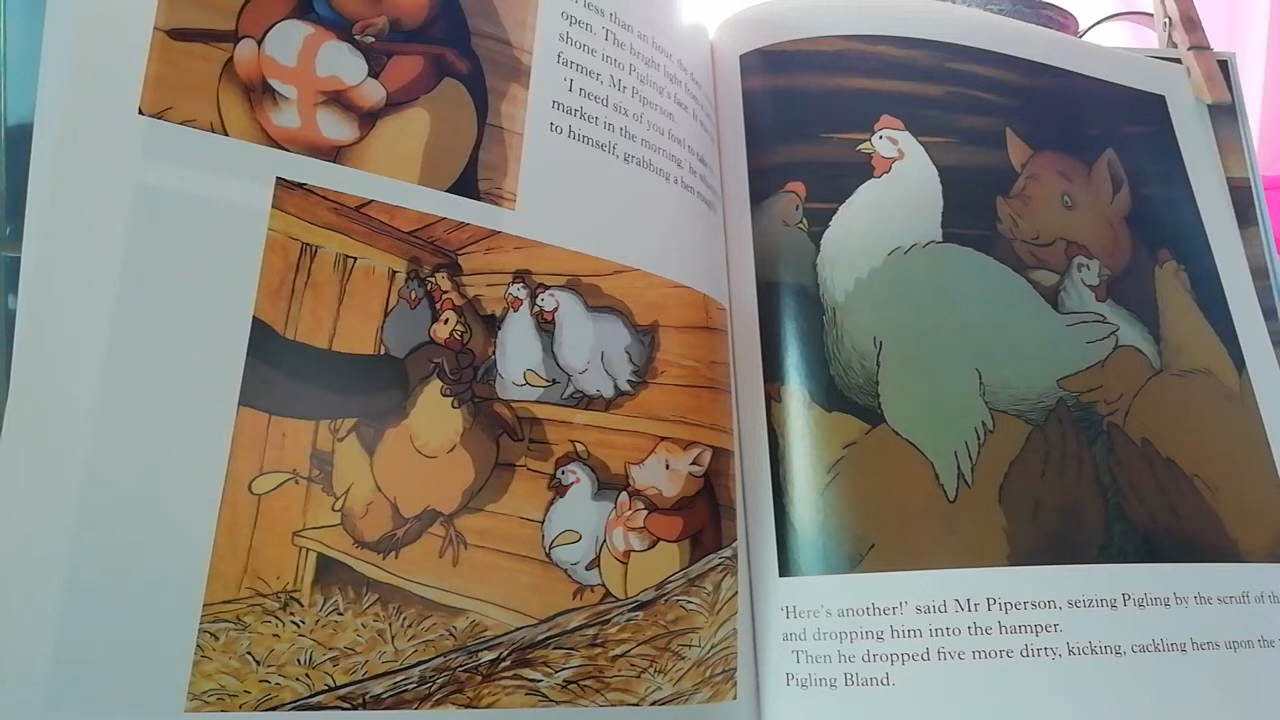 less than an hour, the door
open. The bright light from a
shone into Pigling's face. It was
farmer, Mr Piperson.
'I need six of you fowl to take to
market in the morning,' he
to himself, grabbing a hen
'Here's another!' said Mr Piperson, seizing Pigling by the scruff of th
and dropping him into the hamper.
Then he dropped five more dirty, kicking, cackling hens upon the
Pigling Bland.